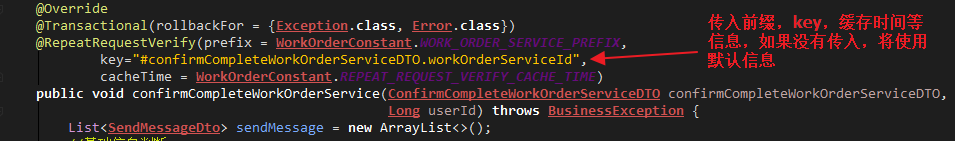 @Override
@Transactional(rollbackFor = {Exception.class, Error.class})
@RepeatRequestVerify(prefix = WorkOrderConstant.WORK_ORDER_SERVICE_PREFIX,
key="#confirmCompleteWorkOrderServiceDTO.workOrderServiceId",
cacheTime = WorkOrderConstant.REPEAT_REQUEST_VERIFY_CACHE_TIME)
public void confirmCompleteWorkOrderService(ConfirmCompleteWorkOrderServiceDTO confirmCompleteWorkOrderServiceDTO,
Long userId) throws BusinessException {
List<SendMessageDto> sendMessage = new ArrayList<>();
传入前缀，key，缓存时间等
信息，如果没有传入，将使用
默认信息